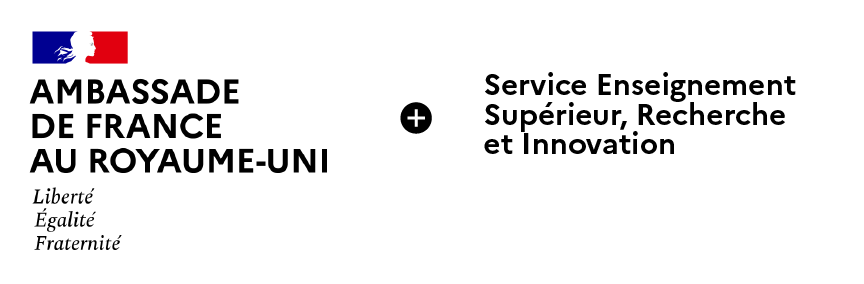 AMBASSADE
DE FRANCE
AU ROYAUME-UNI
Liberté
Égalité
Fraternité
Service Enseignement
Supérieur, Recherche
et Innovation